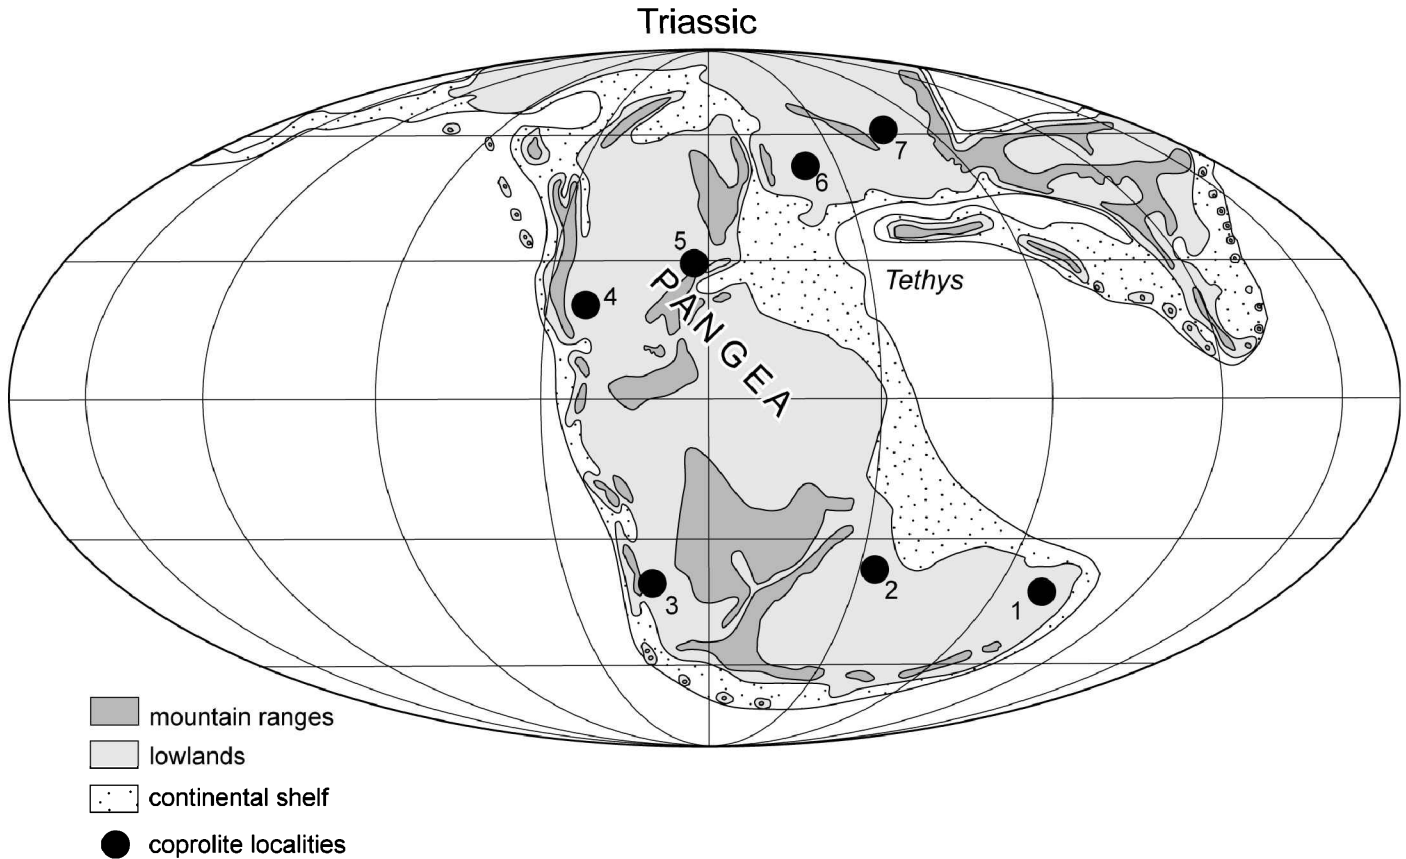 Triassic
7
6
5
Tethys
4
PANGEA
2
3
1
mountain ranges
lowlands
continental shelf
coprolite localities